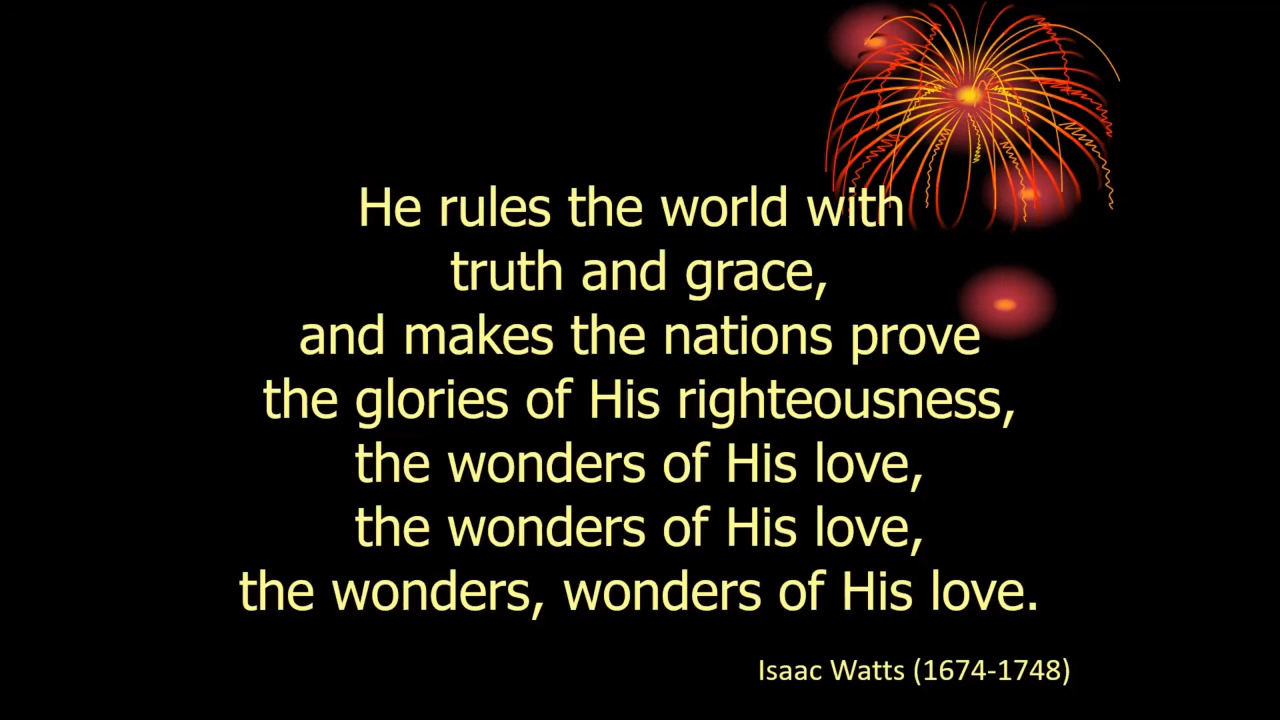 He rules the world with
truth and grace,
and makes the nations prove
the glories of His righteousness,
the wonders of His love,
the wonders of His love,
the wonders, wonders of His love.
Isaac Watts (1674-1748)